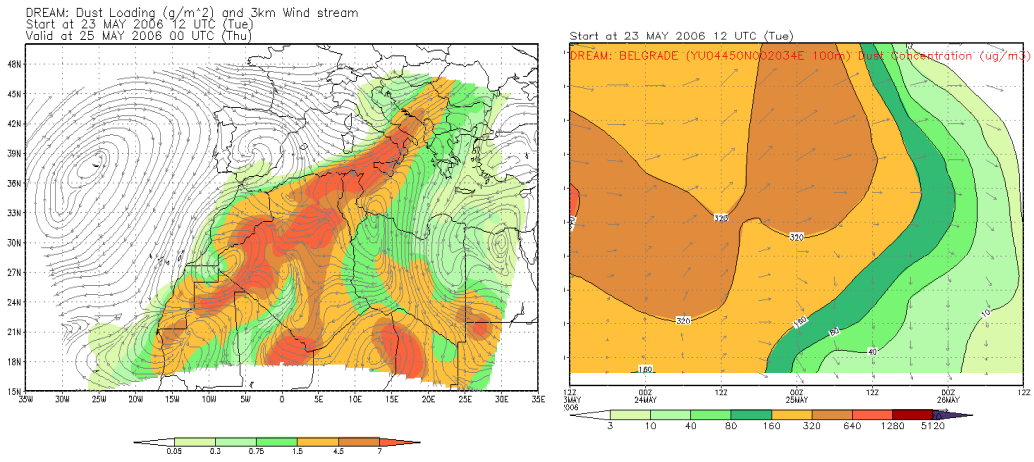 DREAM: Dust Loading (g/m^2) and 3km Wind stream
Start at 23 MAY 2006 12 UTC (Tue)
Valid at 25 MAY 2006 00 UTC (Thu)
48N
45N
42N
39N
36N
33N
30N
27N
24N
21N
18N
15N
35W 30W 25W 20W 15W 10W 5W 0 5E 10E 15E 20E 25E 30E 35E
0.05 0.3 0.75 1.5 4.5 7
Start at 23 MAY 2006 12 UTC (Tue)
DREAM: BELGRADE (YU04450N002034E 100m) Dust Concentration (ug/m3)
320
320
320
160
160
80
40
10
12Z 00Z 12Z 00Z 12Z 00Z 12Z
3MAY 24MAY 25MAY 26MAY
2006
3 10 40 80 160 320 640 1280 5120